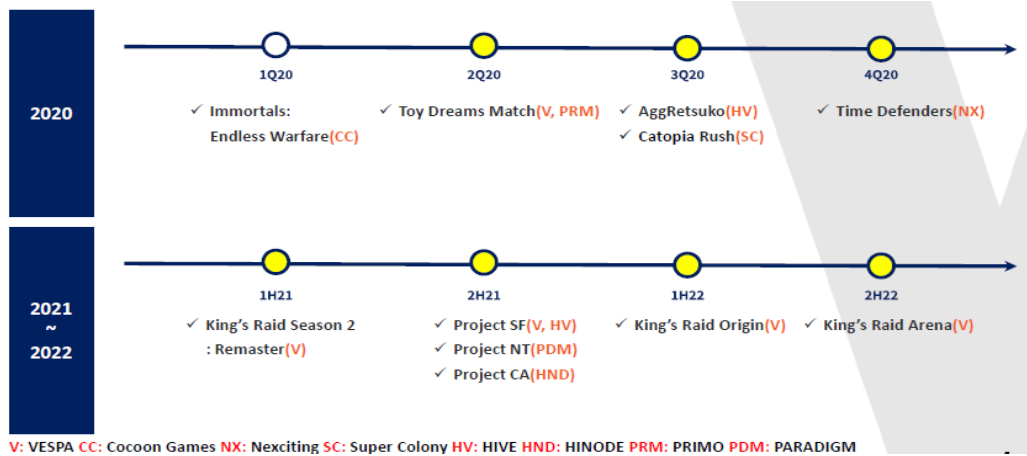 2020
1Q20
2Q20
3Q20
4Q20
✓ Immortals:
Endless Warfare(CC)
✓ Toy Dreams Match(V, PRM)
✓ AggRetsuko(HV)
✓ Catopia Rush(SC)
✓ Time Defenders(NX)
2021
~
2022
1H21
2H21
1H22
2H22
✓ King's Raid Season 2
: Remaster(V)
✓ Project SF(V, HV)
✓ Project NT(PDM)
✓ Project CA(HND)
✓ King's Raid Origin(V)
✓ King's Raid Arena(V)
V: VESPA CC: Cocoon Games NX: Nexciting SC: Super Colony HV: HIVE HND: HINODE PRM: PRIMO PDM: PARADIGM